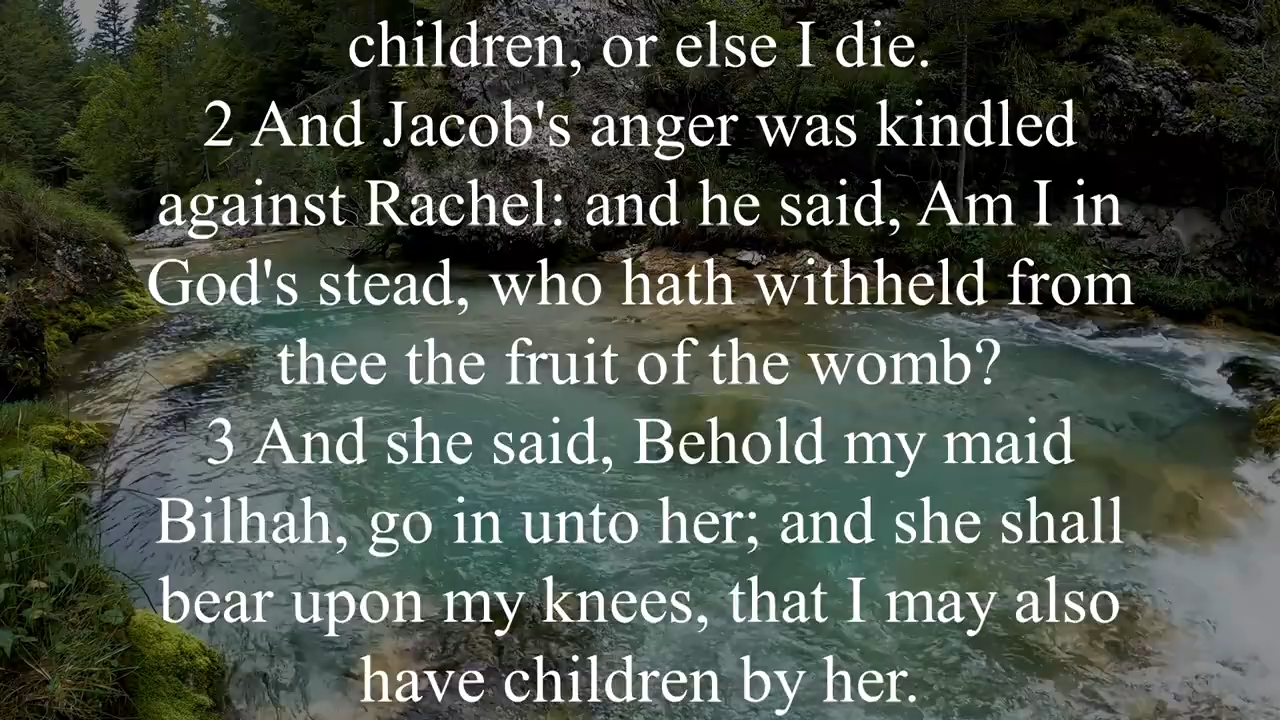 children, or else I die.
2 And Jacob's anger was kindled
against Rachel: and he said, Am I in
God's stead, who hath withheld from
thee the fruit of the womb?
3 And she said, Behold my maid
Bilhah, go in unto her; and she shall
bear upon my knees, that I may also
have children by her.